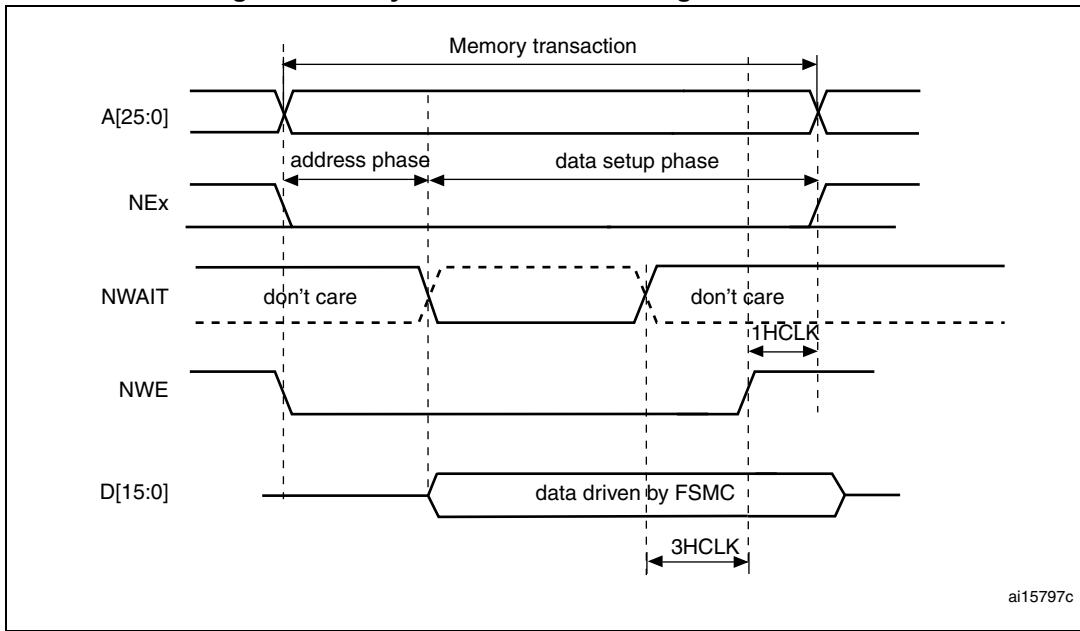 Memory transaction
A[25:0]
address phase
data setup phase
NEx
NWAIT
don't care
don't care
1HCLK
NWE
D[15:0]
data driven by FSMC
3HCLK
ai15797c